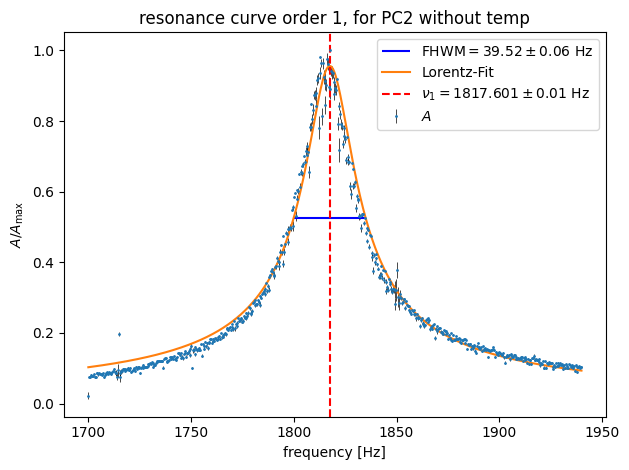 resonance curve order 1, for PC2 without temp
1.0
0.8
0.6
0.4
0.2
0.0
A/A_max
FHWM = 39.52 ± 0.06 Hz
Lorentz-Fit
ν₁ = 1817.601 ± 0.01 Hz
A
1700
1750
1800
1850
1900
1950
frequency [Hz]